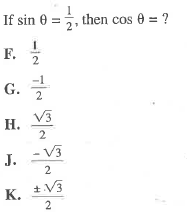 If sin θ = 1/2, then cos θ = ?
F. 1/2
G. -1/2
H. √3/2
J. -√3/2
K. ±√3/2